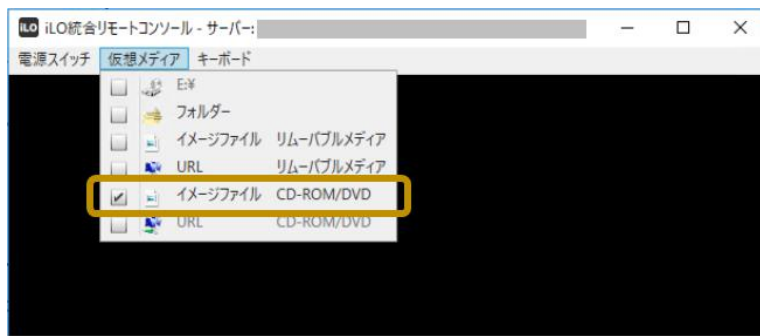 iLO iLO統合リモートコンソール - サーバー:
電源スイッチ 仮想メディア キーボード
E:¥
フォルダー
イメージファイル リムーバブルメディア
URL リムーバブルメディア
イメージファイル CD-ROM/DVD
URL CD-ROM/DVD